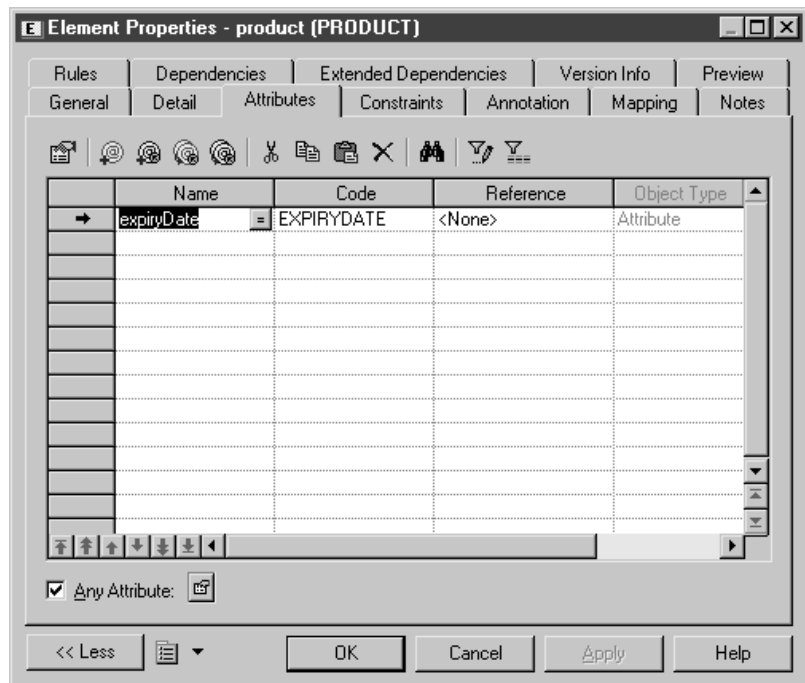 E Element Properties - product (PRODUCT)
Rules Dependencies Extended Dependencies Version Info Preview
General Detail Attributes Constraints Annotation Mapping Notes
Name Code Reference Object Type
expiryDate = EXPIRYDATE <None> Attribute
Any Attribute:
<< Less OK Cancel Apply Help